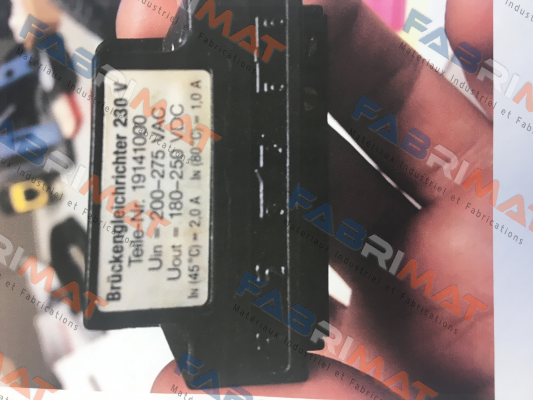 Brückengleichrichter 230 V
Teile-Nr. 19141000
Uin = 200-275 VAC
Uout = 180-250 VDC
IN (45°C) = 2,0 A IN (80°C) = 1,0 A
FABRIMAT
Matériaux Industriel et Fabrications